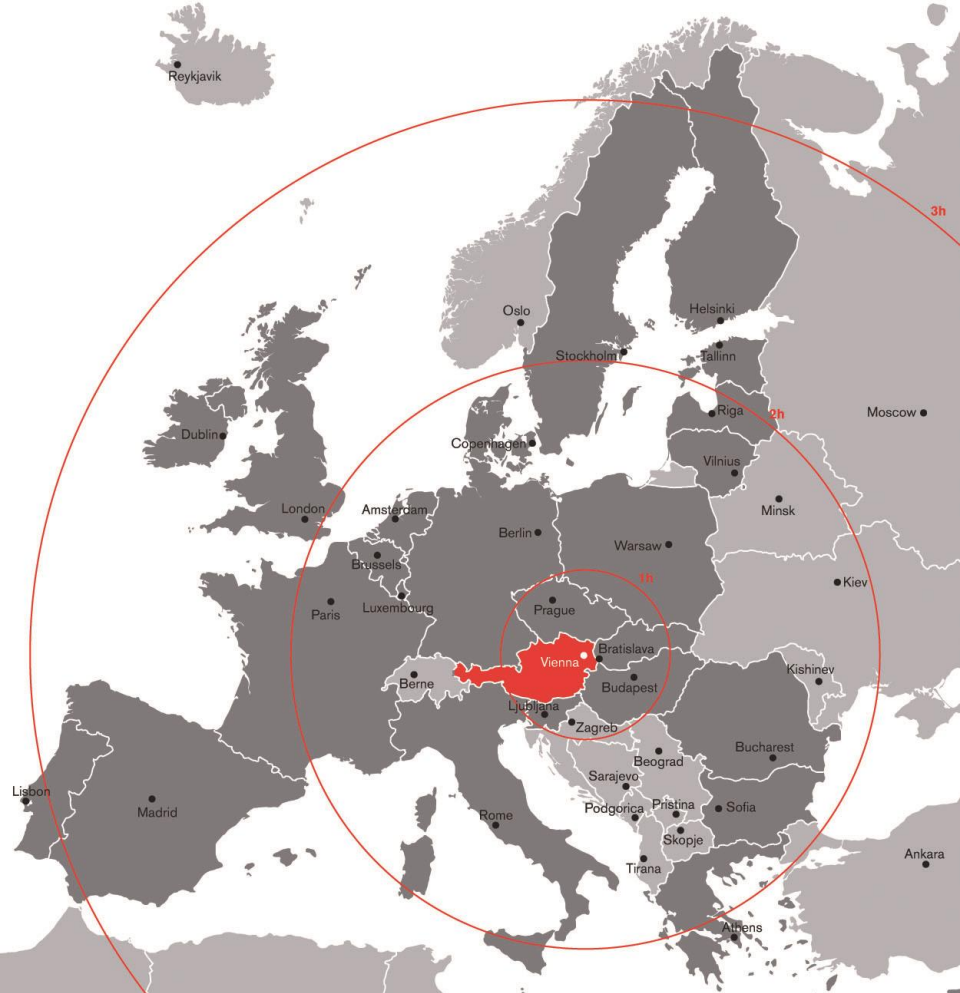 Reykjavik
3h
Oslo
Helsinki
Stockholm
Tallinn
Riga
2h
Moscow
Dublin
Copenhagen
Vilnius
London
Amsterdam
Minsk
Berlin
Warsaw
Brussels
1h
Kiev
Paris
Luxembourg
Prague
Bratislava
Vienna
Kishinev
Berne
Budapest
Ljubljana
Zagreb
Bucharest
Beograd
Sarajevo
Lisbon
Madrid
Podgorica
Pristina
Sofia
Rome
Skopje
Ankara
Tirana
Athens